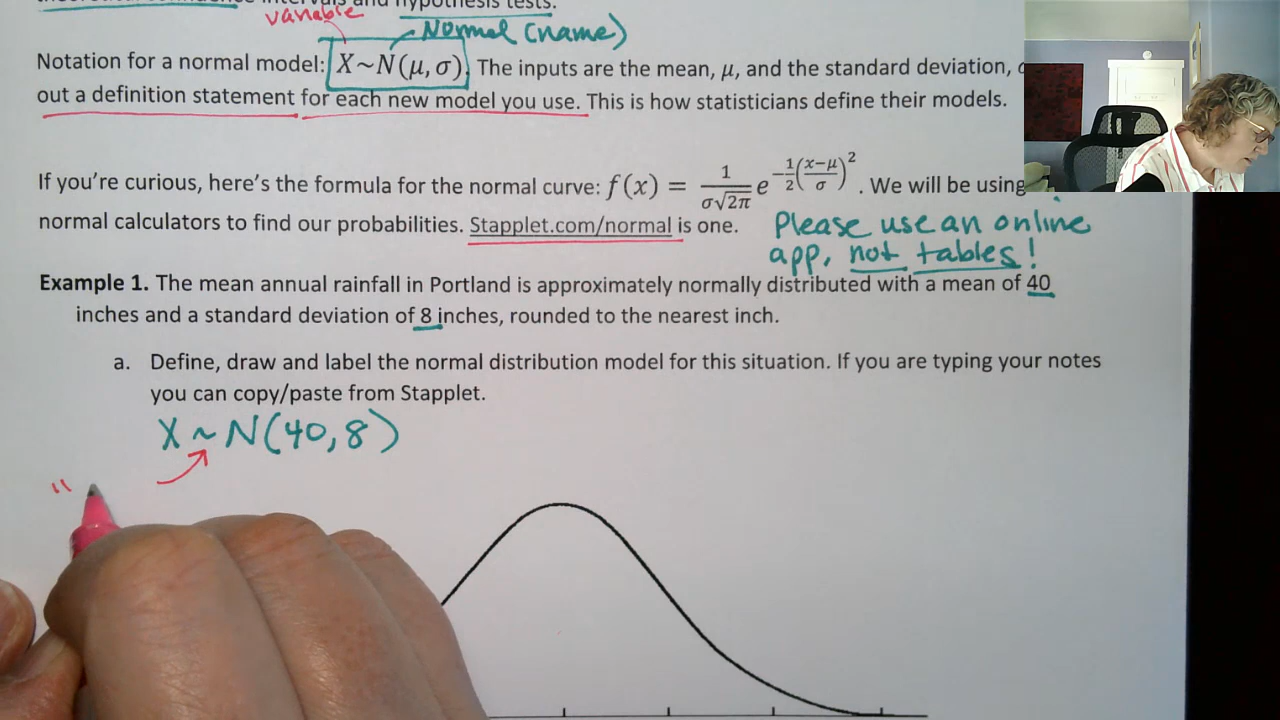 theoretical confidence intervals and hypothesis tests.
variable
Normal (name)
Notation for a normal model: X~N(μ, σ). The inputs are the mean, μ, and the standard deviation,
out a definition statement for each new model you use. This is how statisticians define their models.
If you're curious, here's the formula for the normal curve: f(x) = 1/(σ√2π) e^(-1/2((x−μ)/σ)^2). We will be using
normal calculators to find our probabilities. Stapplet.com/normal is one.
Please use an online
app, not tables!
Example 1. The mean annual rainfall in Portland is approximately normally distributed with a mean of 40
inches and a standard deviation of 8 inches, rounded to the nearest inch.
a. Define, draw and label the normal distribution model for this situation. If you are typing your notes
you can copy/paste from Stapplet.
X ~ N(40, 8)
"